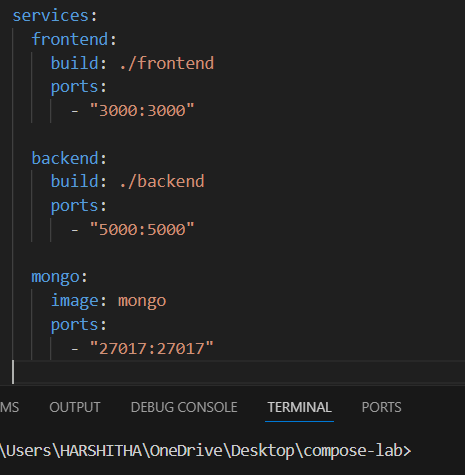 services:
  frontend:
    build: ./frontend
    ports:
      - "3000:3000"

  backend:
    build: ./backend
    ports:
      - "5000:5000"

  mongo:
    image: mongo
    ports:
      - "27017:27017"
MS OUTPUT DEBUG CONSOLE TERMINAL PORTS
\Users\HARSHITHA\OneDrive\Desktop\compose-lab>